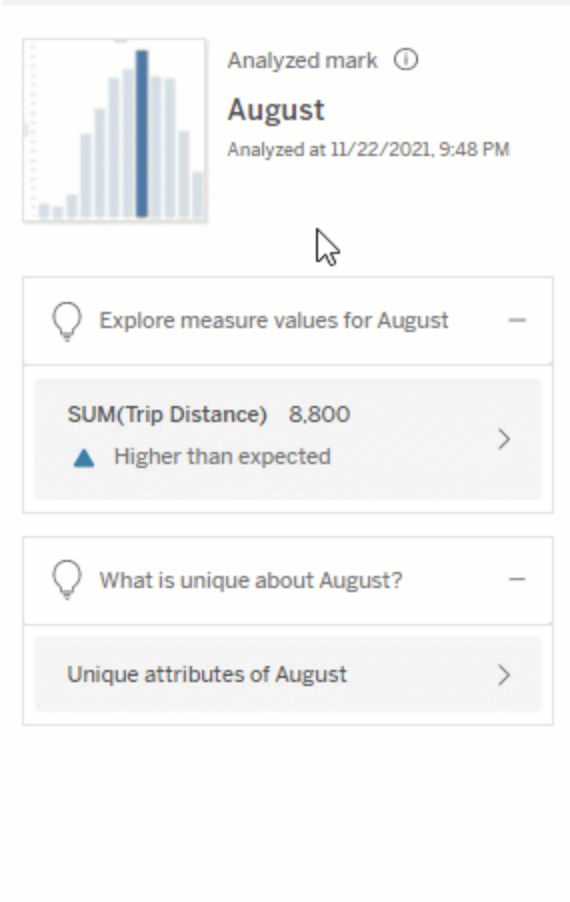 Analyzed mark
August
Analyzed at 11/22/2021, 9:48 PM
Explore measure values for August
SUM(Trip Distance) 8,800
Higher than expected
What is unique about August?
Unique attributes of August